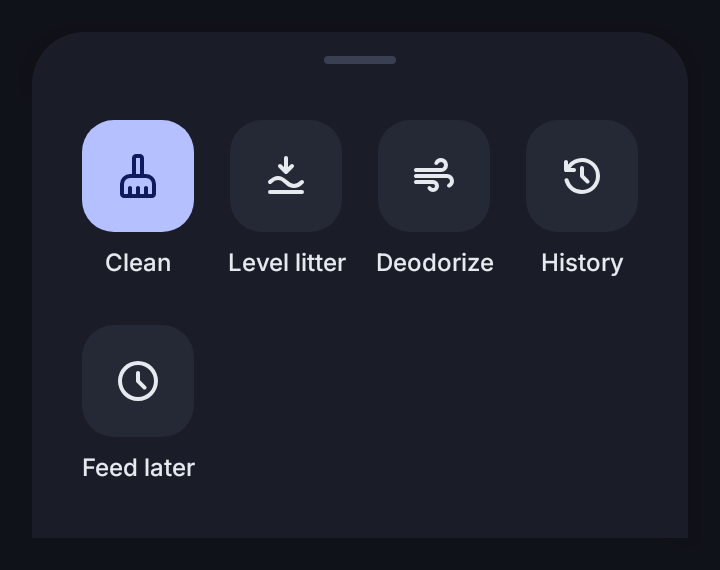 Clean
Level litter
Deodorize
History
Feed later